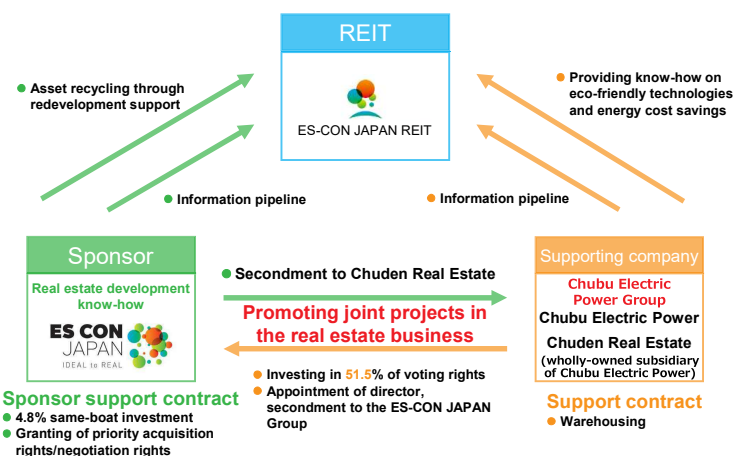 REIT
ES-CON JAPAN REIT
Asset recycling through
redevelopment support
Providing know-how on
eco-friendly technologies
and energy cost savings
Information pipeline
Information pipeline
Sponsor
Real estate development
know-how
ES CON
JAPAN
IDEAL to REAL
Sponsor support contract
4.8% same-boat investment
Granting of priority acquisition
rights/negotiation rights
Secondment to Chuden Real Estate
Promoting joint projects in
the real estate business
Investing in 51.5% of voting rights
Appointment of director,
secondment to the ES-CON JAPAN
Group
Supporting company
Chubu Electric
Power Group
Chubu Electric Power
Chuden Real Estate
(wholly-owned subsidiary
of Chubu Electric Power)
Support contract
Warehousing